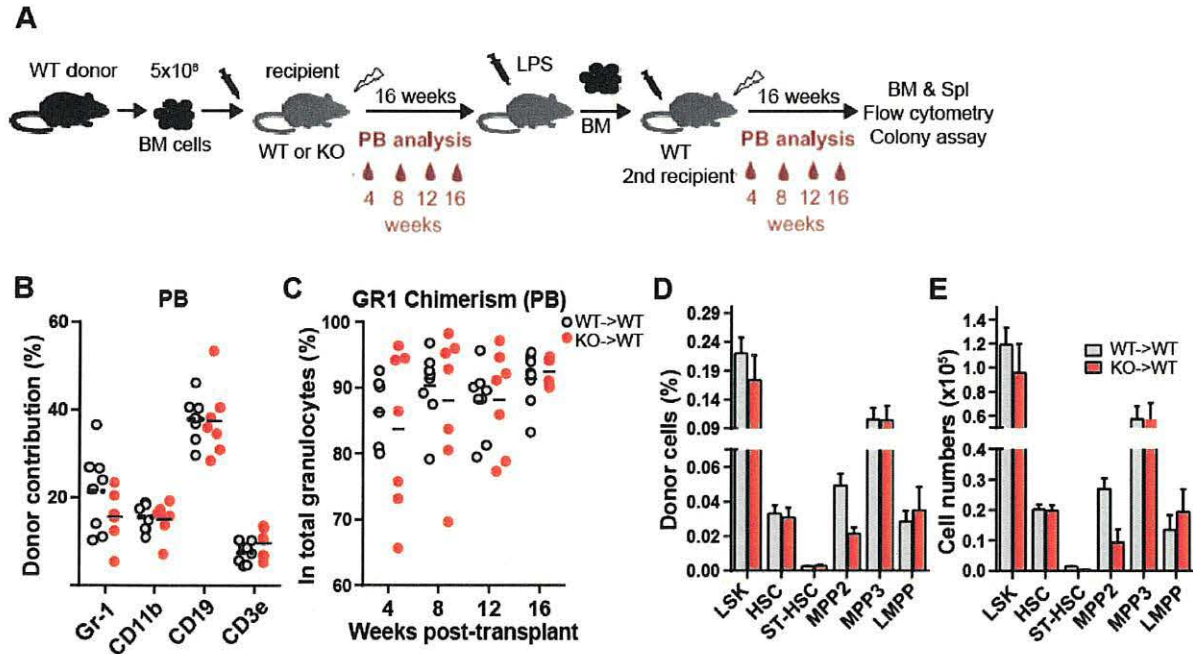 A
WT donor
5x10⁶
recipient
LPS
BM cells
WT or KO
16 weeks
PB analysis
4 8 12 16
weeks
BM
WT
2nd recipient
16 weeks
PB analysis
4 8 12 16
weeks
BM & Spl
Flow cytometry
Colony assay
B
PB
Donor contribution (%)
60
40
20
Gr-1
CD11b
CD19
CD3e
C
GR1 Chimerism (PB)
In total granulocytes (%)
100
90
80
70
60
4 8 12 16
Weeks post-transplant
WT->WT
KO->WT
D
Donor cells (%)
0.29
0.24
0.19
0.14
0.09
0.06
0.04
0.02
0.00
LSK
HSC
ST-HSC
MPP2
MPP3
LMPP
E
Cell numbers (x10⁵)
1.4
1.2
1.0
0.8
0.6
0.4
0.4
0.3
0.2
0.1
0.0
WT->WT
KO->WT
LSK
HSC
ST-HSC
MPP2
MPP3
LMPP